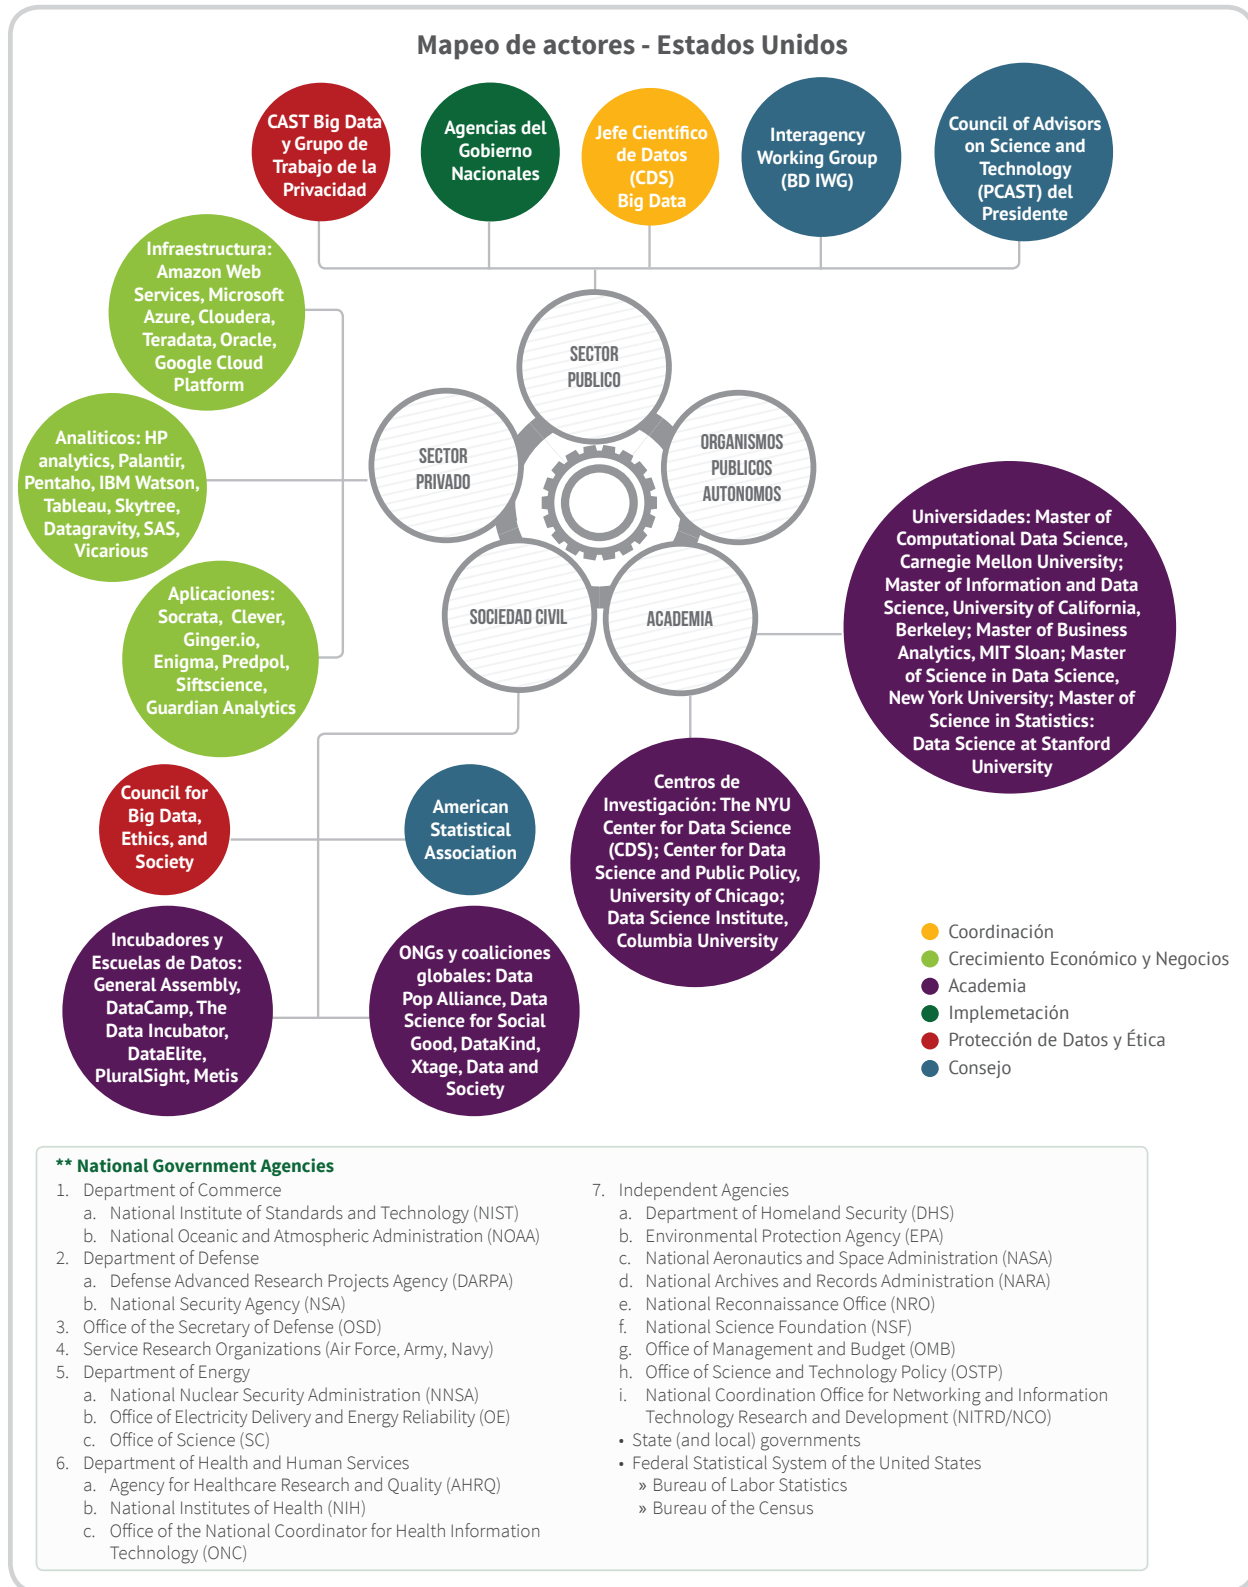 Mapeo de actores - Estados Unidos
CAST Big Data
y Grupo de
Trabajo de la
Privacidad
Agencias del
Gobierno
Nacionales
Jefe Científico
de Datos
(CDS)
Big Data
Interagency
Working Group
(BD IWG)
Council of Advisors
on Science and
Technology
(PCAST) del
Presidente
Infraestructura:
Amazon Web
Services, Microsoft
Azure, Cloudera,
Teradata, Oracle,
Google Cloud
Platform
Analiticos: HP
analytics, Palantir,
Pentaho, IBM Watson,
Tableau, Skytree,
Datagravity, SAS,
Vicarious
Aplicaciones:
Socrata, Clever,
Ginger.io,
Enigma, Predpol,
Siftscience,
Guardian Analytics
SECTOR
PUBLICO
SECTOR
PRIVADO
ORGANISMOS
PUBLICOS
AUTONOMOS
SOCIEDAD CIVIL
ACADEMIA
Universidades: Master of
Computational Data Science,
Carnegie Mellon University;
Master of Information and Data
Science, University of California,
Berkeley; Master of Business
Analytics, MIT Sloan; Master
of Science in Data Science,
New York University; Master of
Science in Statistics:
Data Science at Stanford
University
Council for
Big Data,
Ethics, and
Society
American
Statistical
Association
Centros de
Investigación: The NYU
Center for Data Science
(CDS); Center for Data
Science and Public Policy,
University of Chicago;
Data Science Institute,
Columbia University
Incubadores y
Escuelas de Datos:
General Assembly,
DataCamp, The
Data Incubator,
DataElite,
PluralSight, Metis
ONGs y coaliciones
globales: Data
Pop Alliance, Data
Science for Social
Good, DataKind,
Xtage, Data and
Society
Coordinación
Crecimiento Económico y Negocios
Academia
Implemetación
Protección de Datos y Ética
Consejo
** National Government Agencies
1. Department of Commerce
a. National Institute of Standards and Technology (NIST)
b. National Oceanic and Atmospheric Administration (NOAA)
2. Department of Defense
a. Defense Advanced Research Projects Agency (DARPA)
b. National Security Agency (NSA)
3. Office of the Secretary of Defense (OSD)
4. Service Research Organizations (Air Force, Army, Navy)
5. Department of Energy
a. National Nuclear Security Administration (NNSA)
b. Office of Electricity Delivery and Energy Reliability (OE)
c. Office of Science (SC)
6. Department of Health and Human Services
a. Agency for Healthcare Research and Quality (AHRQ)
b. National Institutes of Health (NIH)
c. Office of the National Coordinator for Health Information
Technology (ONC)
7. Independent Agencies
a. Department of Homeland Security (DHS)
b. Environmental Protection Agency (EPA)
c. National Aeronautics and Space Administration (NASA)
d. National Archives and Records Administration (NARA)
e. National Reconnaissance Office (NRO)
f. National Science Foundation (NSF)
g. Office of Management and Budget (OMB)
h. Office of Science and Technology Policy (OSTP)
i. National Coordination Office for Networking and Information
Technology Research and Development (NITRD/NCO)
• State (and local) governments
• Federal Statistical System of the United States
» Bureau of Labor Statistics
» Bureau of the Census